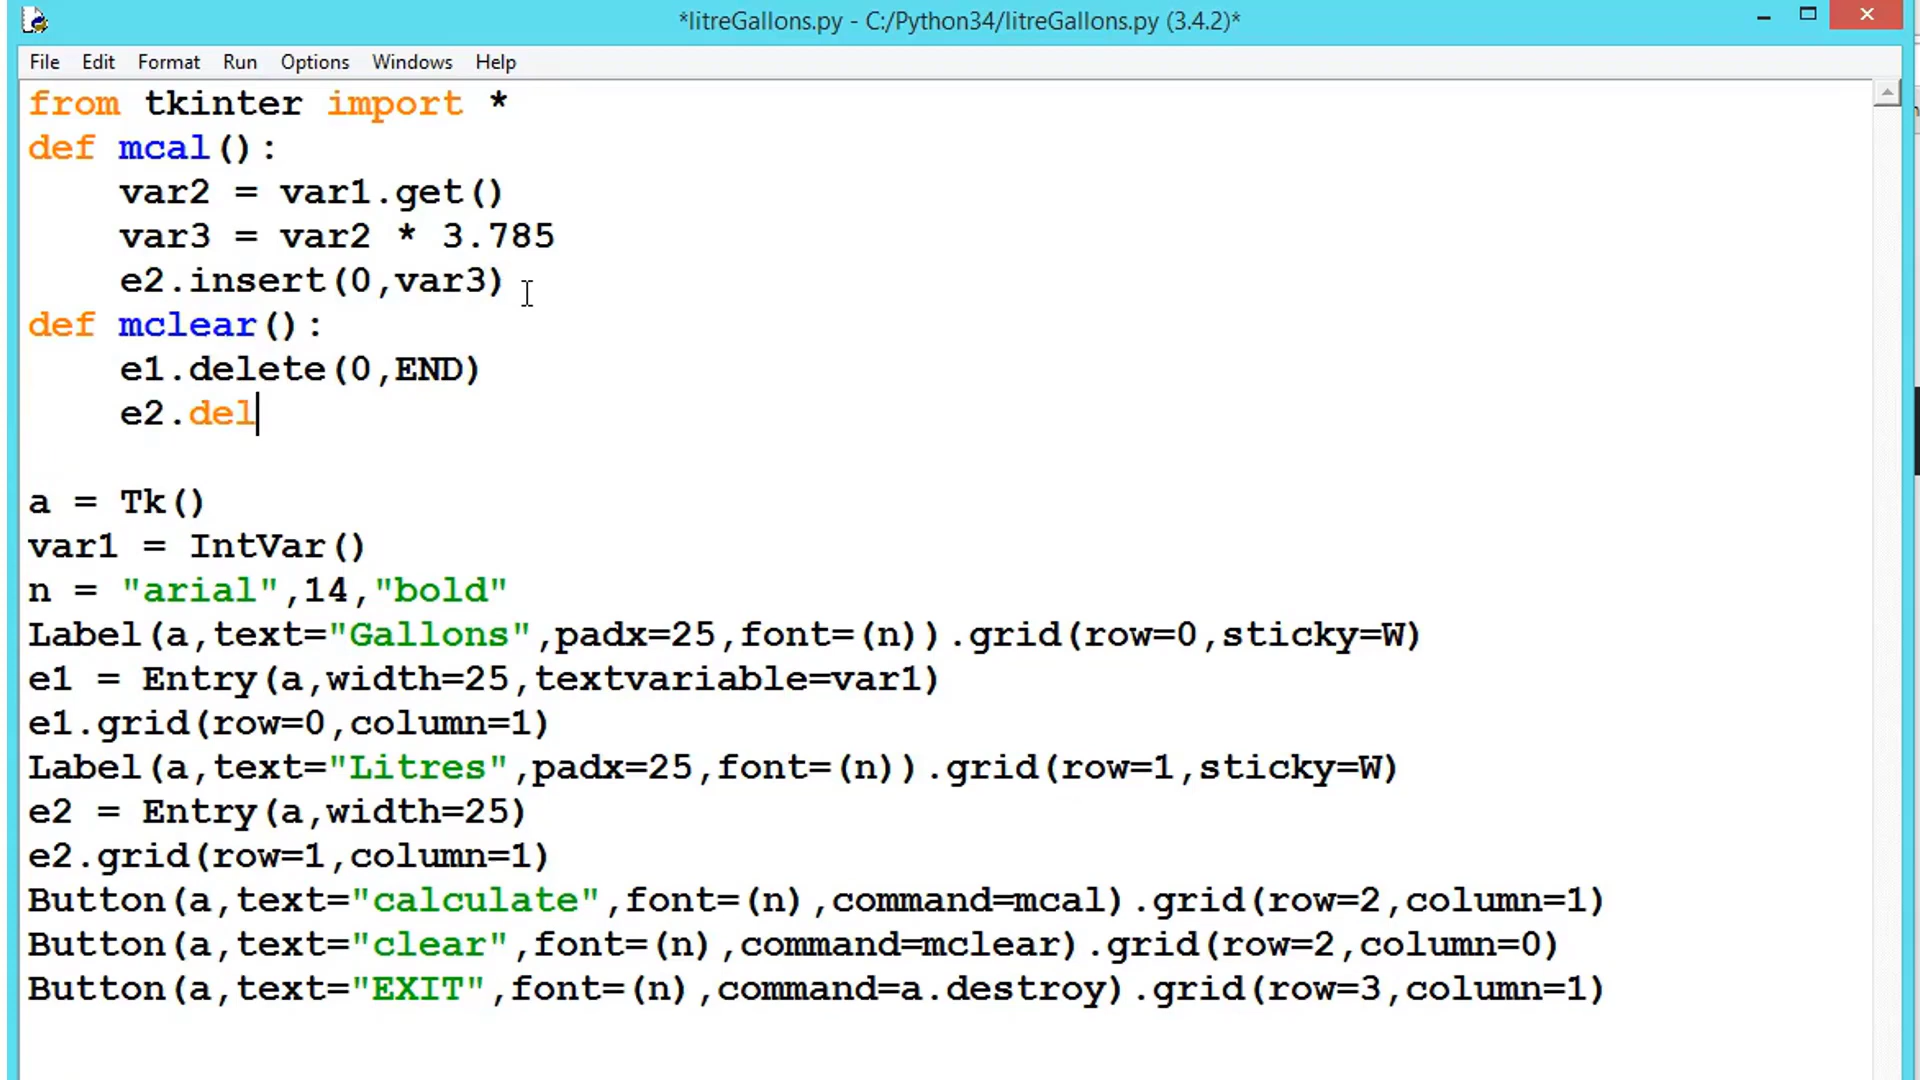 *litreGallons.py - C:/Python34/litreGallons.py (3.4.2)*
File Edit Format Run Options Windows Help
from tkinter import *
def mcal():
    var2 = var1.get()
    var3 = var2 * 3.785
    e2.insert(0,var3)
def mclear():
    e1.delete(0,END)
    e2.del
a = Tk()
var1 = IntVar()
n = "arial",14,"bold"
Label(a,text="Gallons",padx=25,font=(n)).grid(row=0,sticky=W)
e1 = Entry(a,width=25,textvariable=var1)
e1.grid(row=0,column=1)
Label(a,text="Litres",padx=25,font=(n)).grid(row=1,sticky=W)
e2 = Entry(a,width=25)
e2.grid(row=1,column=1)
Button(a,text="calculate",font=(n),command=mcal).grid(row=2,column=1)
Button(a,text="clear",font=(n),command=mclear).grid(row=2,column=0)
Button(a,text="EXIT",font=(n),command=a.destroy).grid(row=3,column=1)